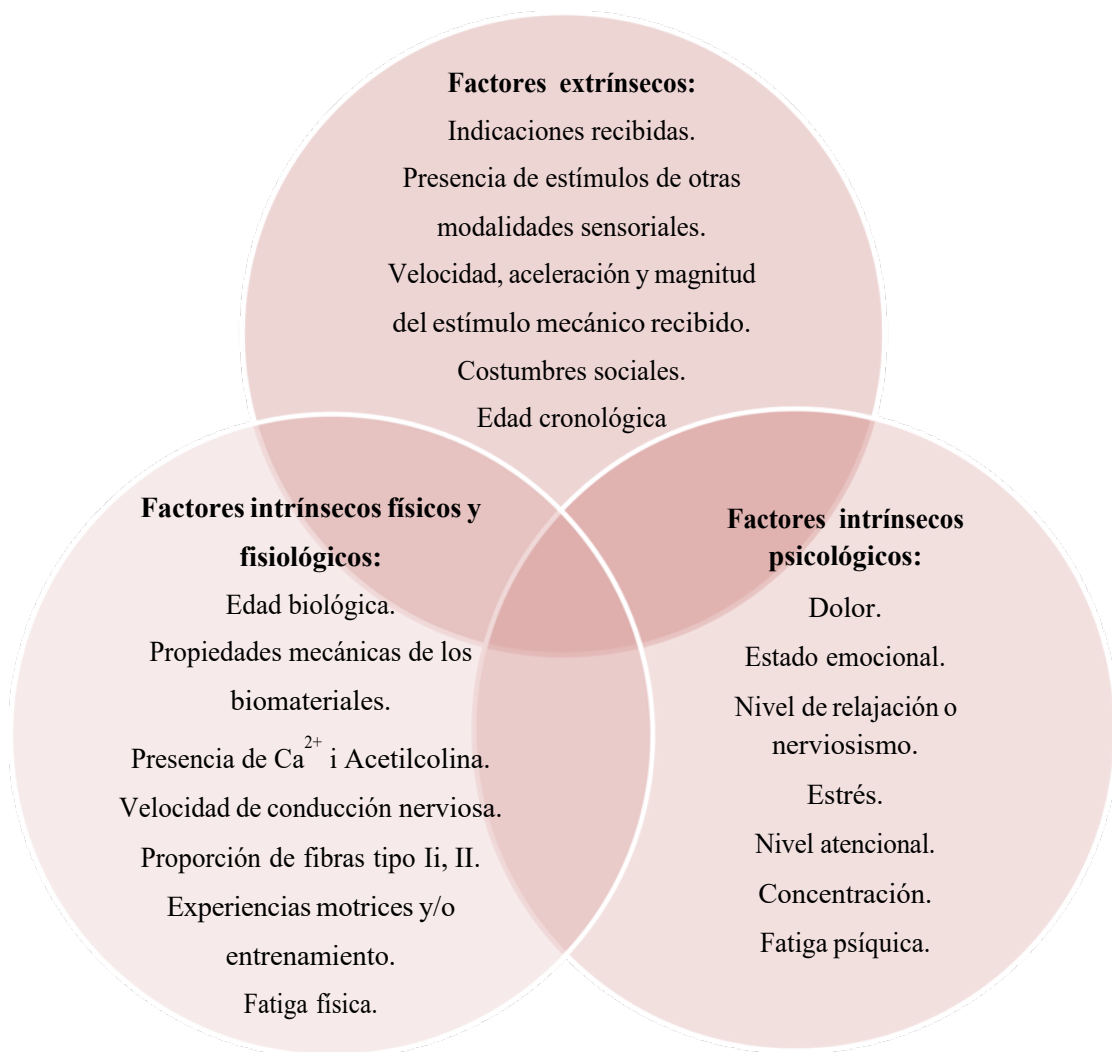 Factores extrínsecos:
Indicaciones recibidas.
Presencia de estímulos de otras
modalidades sensoriales.
Velocidad, aceleración y magnitud
del estímulo mecánico recibido.
Costumbres sociales.
Edad cronológica
Factores intrínsecos físicos y
fisiológicos:
Edad biológica.
Propiedades mecánicas de los
biomateriales.
Presencia de Ca²⁺ i Acetilcolina.
Velocidad de conducción nerviosa.
Proporción de fibras tipo Ii, II.
Experiencias motrices y/o
entrenamiento.
Fatiga física.
Factores intrínsecos
psicológicos:
Dolor.
Estado emocional.
Nivel de relajación o
nerviosismo.
Estrés.
Nivel atencional.
Concentración.
Fatiga psíquica.